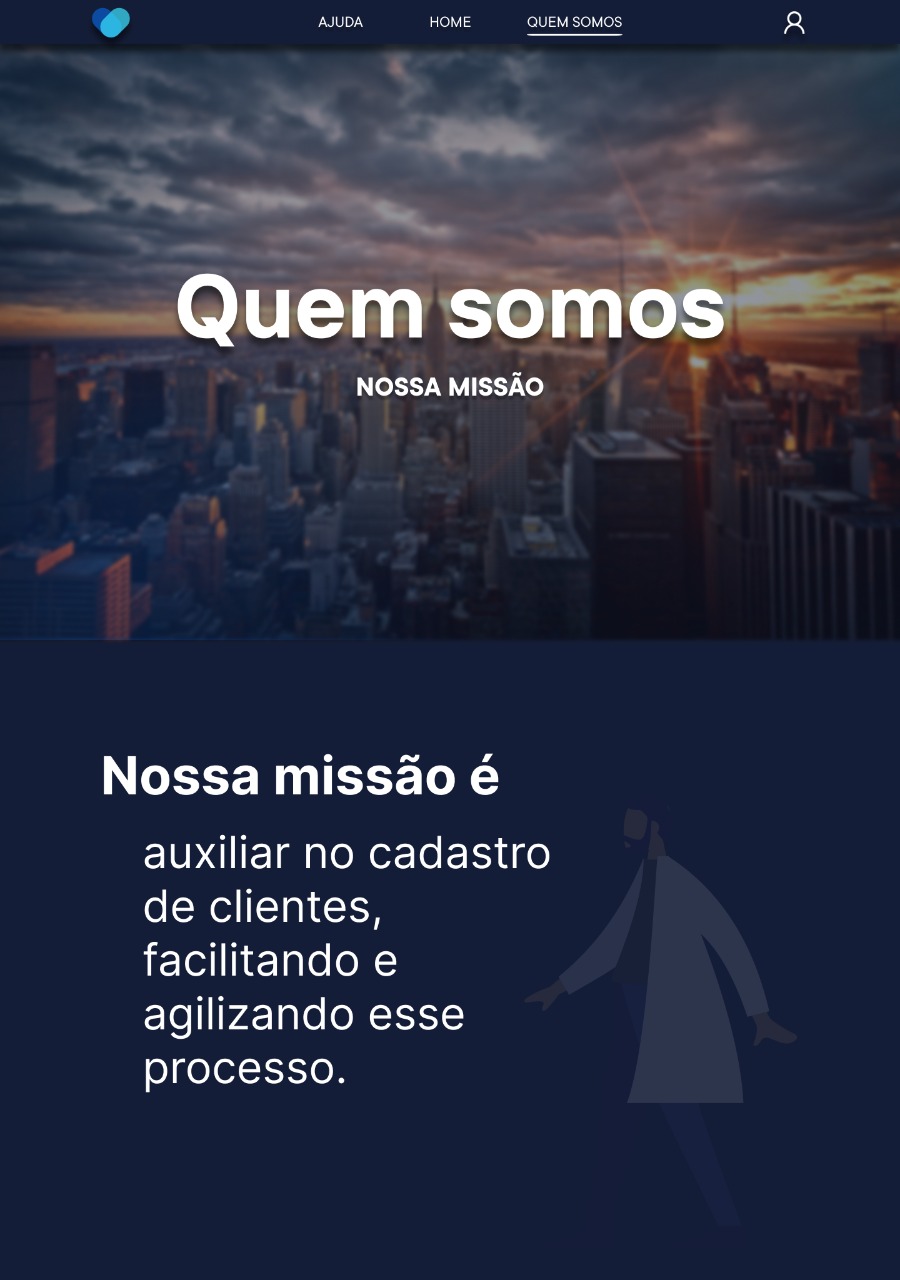 AJUDA
HOME
QUEM SOMOS
Quem somos
NOSSA MISSÃO
Nossa missão é
auxiliar no cadastro
de clientes,
facilitando e
agilizando esse
processo.